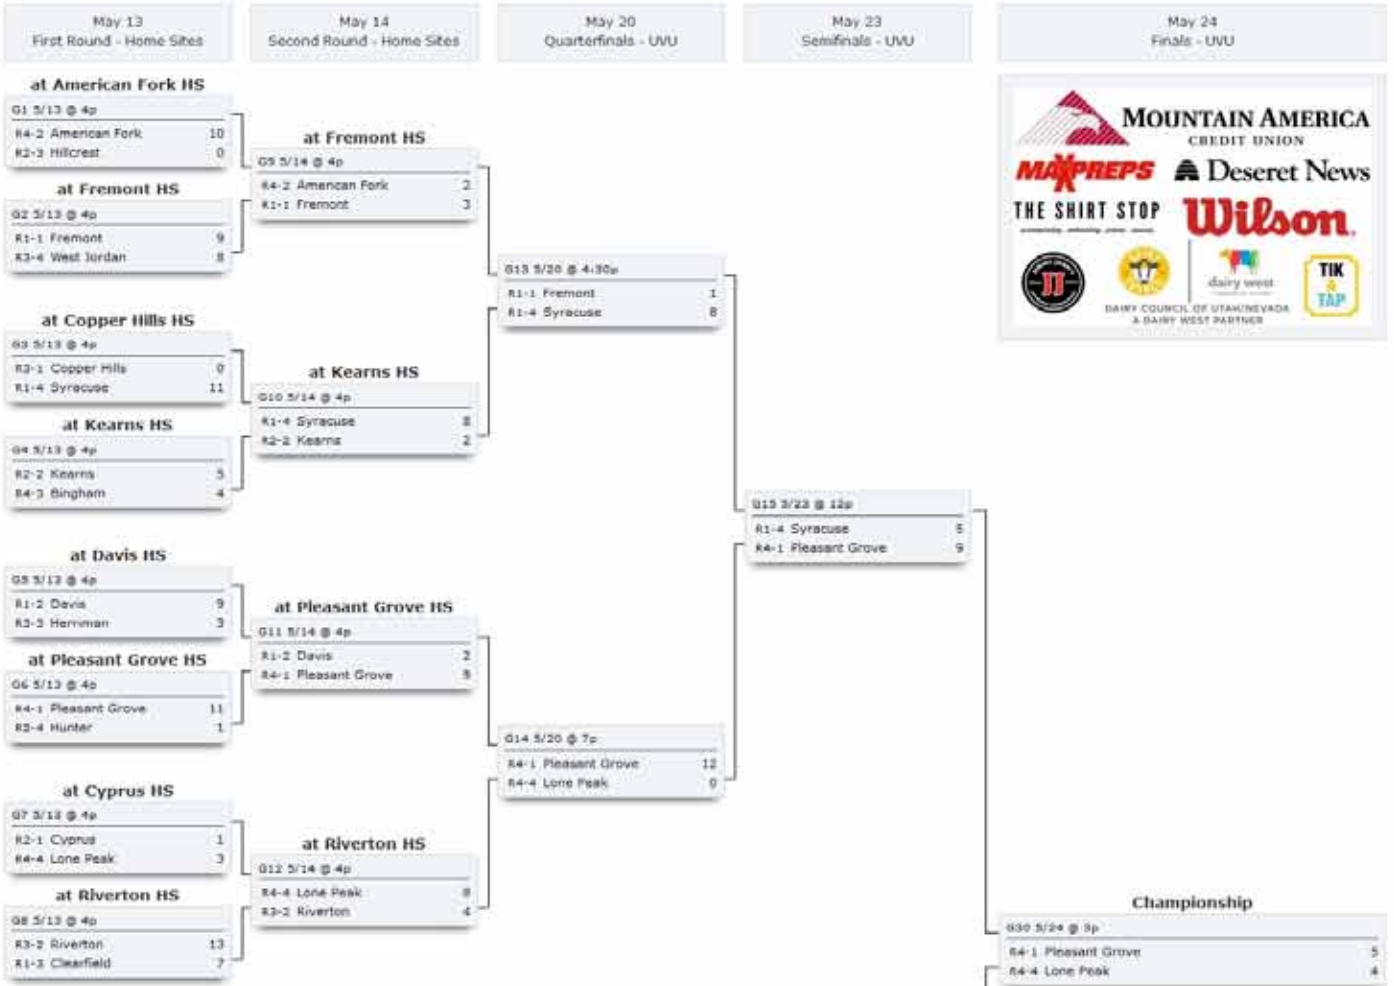 May 13
First Round - Home Sites
May 14
Second Round - Home Sites
May 20
Quarterfinals - UVU
May 23
Semifinals - UVU
May 24
Finals - UVU
at American Fork HS
G1 5/13 @ 4p
R4-2 American Fork 10
R2-3 Hillcrest 0
at Fremont HS
G2 5/13 @ 4p
R1-1 Fremont 9
R3-4 West Jordan 8
at Copper Hills HS
G3 5/13 @ 4p
R3-1 Copper Hills 0
R1-4 Syracuse 11
at Kearns HS
G4 5/13 @ 4p
R2-2 Kearns 5
R4-3 Bingham 4
at Davis HS
G5 5/13 @ 4p
R1-2 Davis 9
R3-3 Herriman 3
at Pleasant Grove HS
G6 5/13 @ 4p
R4-1 Pleasant Grove 11
Hunter 1
at Cyprus HS
G7 5/13 @ 4p
R2-1 Cyprus 1
R4-4 Lone Peak 3
at Riverton HS
G8 5/13 @ 4p
R3-2 Riverton 13
R1-3 Clearfield 7
at Fremont HS
G9 5/14 @ 4p
R4-2 American Fork 2
R1-1 Fremont 3
at Kearns HS
G10 5/14 @ 4p
R1-4 Syracuse 8
R2-2 Kearns 2
at Pleasant Grove HS
G11 5/14 @ 4p
R1-2 Davis 2
R4-1 Pleasant Grove
at Riverton HS
G12 5/14 @ 4p
R4-4 Lone Peak 8
R3-2 Riverton 4
G13 5/20 @ 4:30p
R1-1 Fremont 1
R1-4 Syracuse 8
G14 5/20 @ 7p
R4-1 Pleasant Grove 12
R4-4 Lone Peak 0
G15 5/23 @ 12p
R1-4 Syracuse 5
R4-1 Pleasant Grove 9
MOUNTAIN AMERICA
CREDIT UNION
MAXPREPS
Deseret News
THE SHIRT STOP
Wilson.
JJ
dairy west
TIK
&
TAP
DAIRY COUNCIL OF UTAH/NEVADA
A DAIRY WEST PARTNER
Championship
G30 5/24 @ 3p
R4-1 Pleasant Grove 5
R4-4 Lone Peak 4